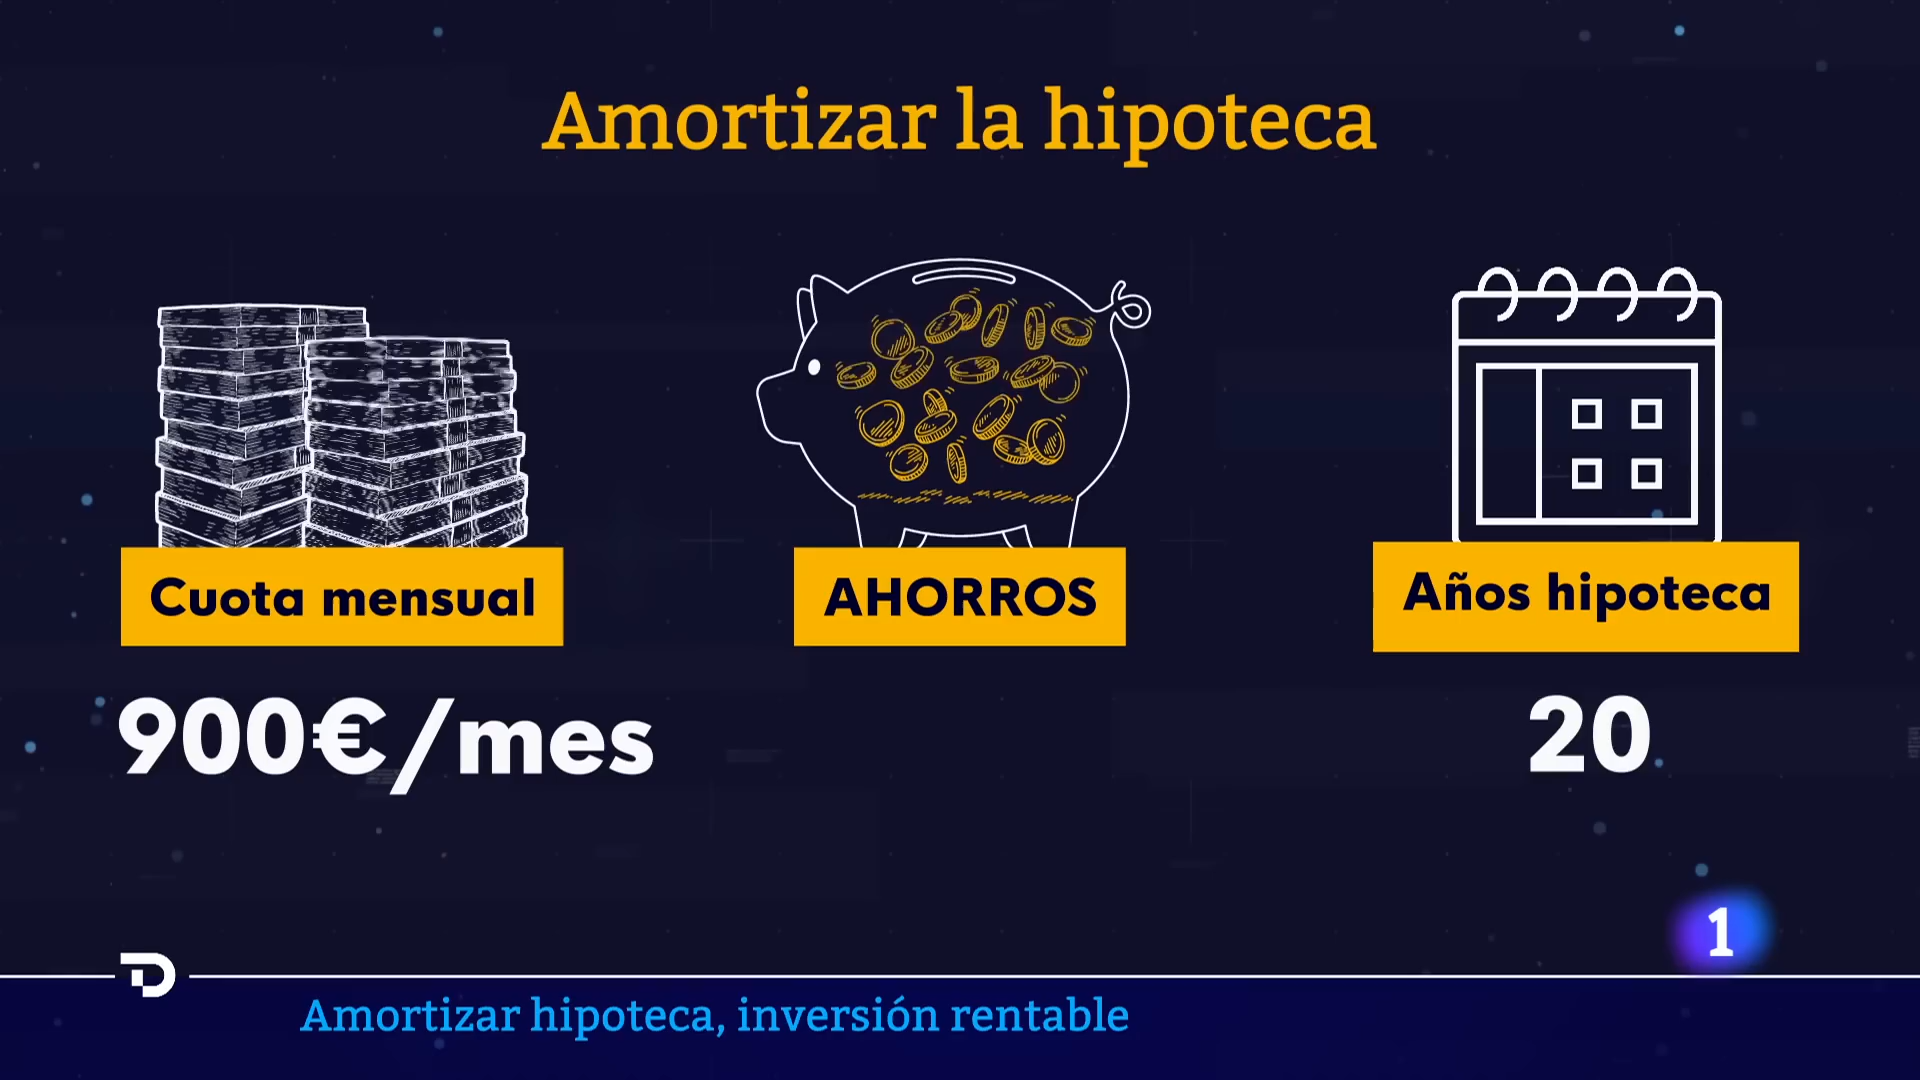 Amortizar la hipoteca
Cuota mensual
900€/mes
AHORROS
Años hipoteca
20
1
Amortizar hipoteca, inversión rentable